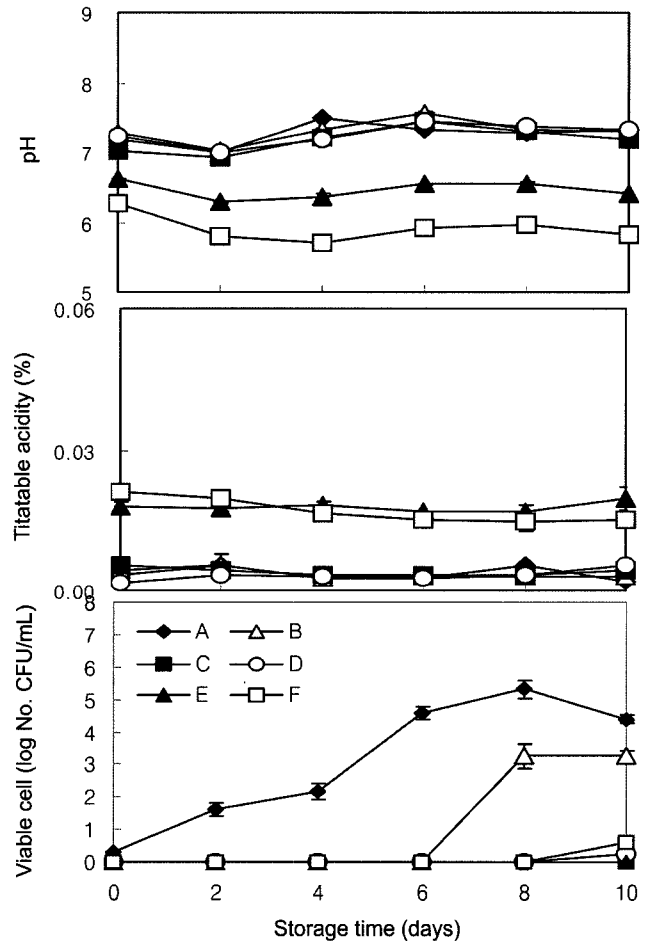 9
8
7
6
5
pH
0.06
0.03
0.00
Titatable acidity (%)
8
7
6
5
4
3
2
1
0
Viable cell (log No. CFU/mL)
A B
C D
E F
0 2 4 6 8 10
Storage time (days)